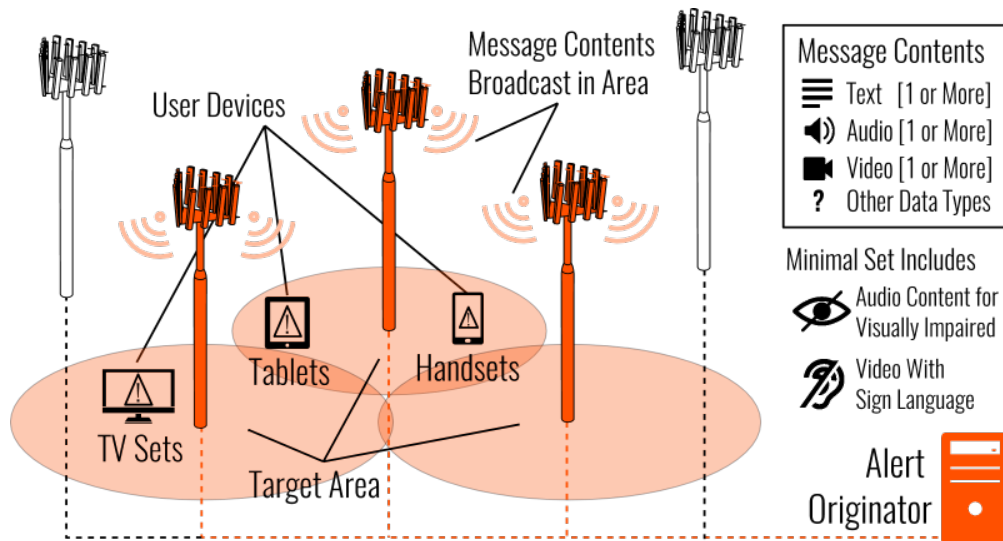 Message Contents
Broadcast in Area
User Devices
Tablets
Handsets
TV Sets
Target Area
Message Contents
Text [1 or More]
Audio [1 or More]
Video [1 or More]
? Other Data Types
Minimal Set Includes
Audio Content for
Visually Impaired
Video With
Sign Language
Alert
Originator